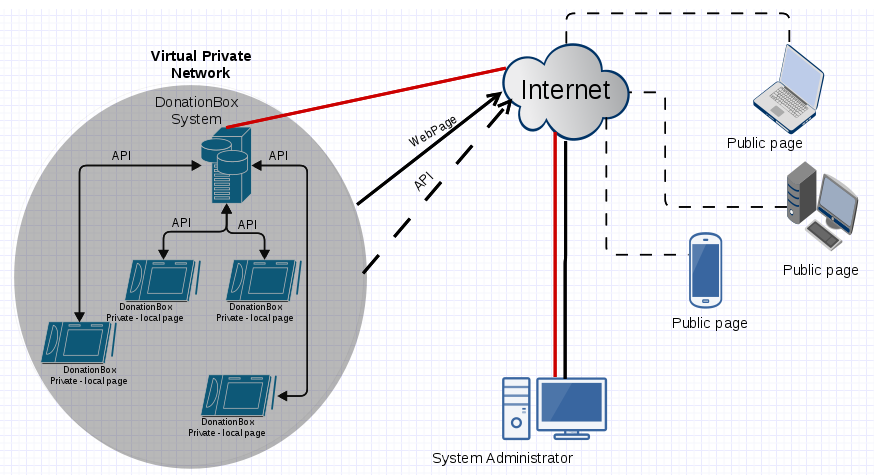 Virtual Private
Network
DonationBox
System
API
API
API
API
DonationBox
Private - local page
DonationBox
Private - local page
DonationBox
Private - local page
DonationBox
Private - local page
WebPage
API
Internet
Public page
Public page
Public page
System Administrator